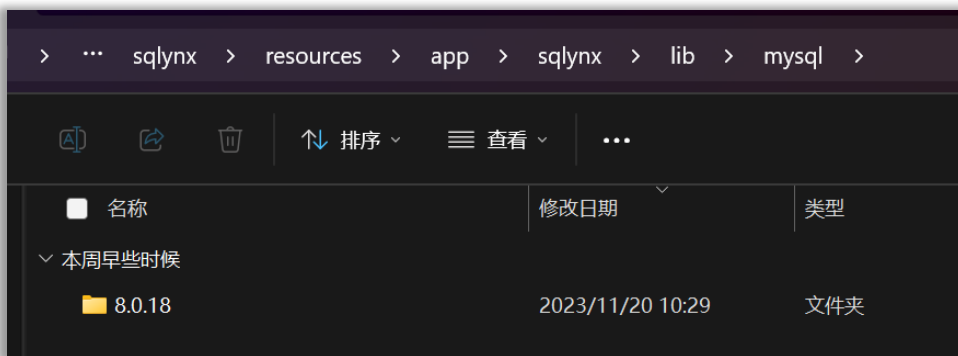 > ··· sqlynx > resources > app > sqlynx > lib > mysql >
A 排序 查看 ···
名称 修改日期 类型
本周早些时候
8.0.18 2023/11/20 10:29 文件夹